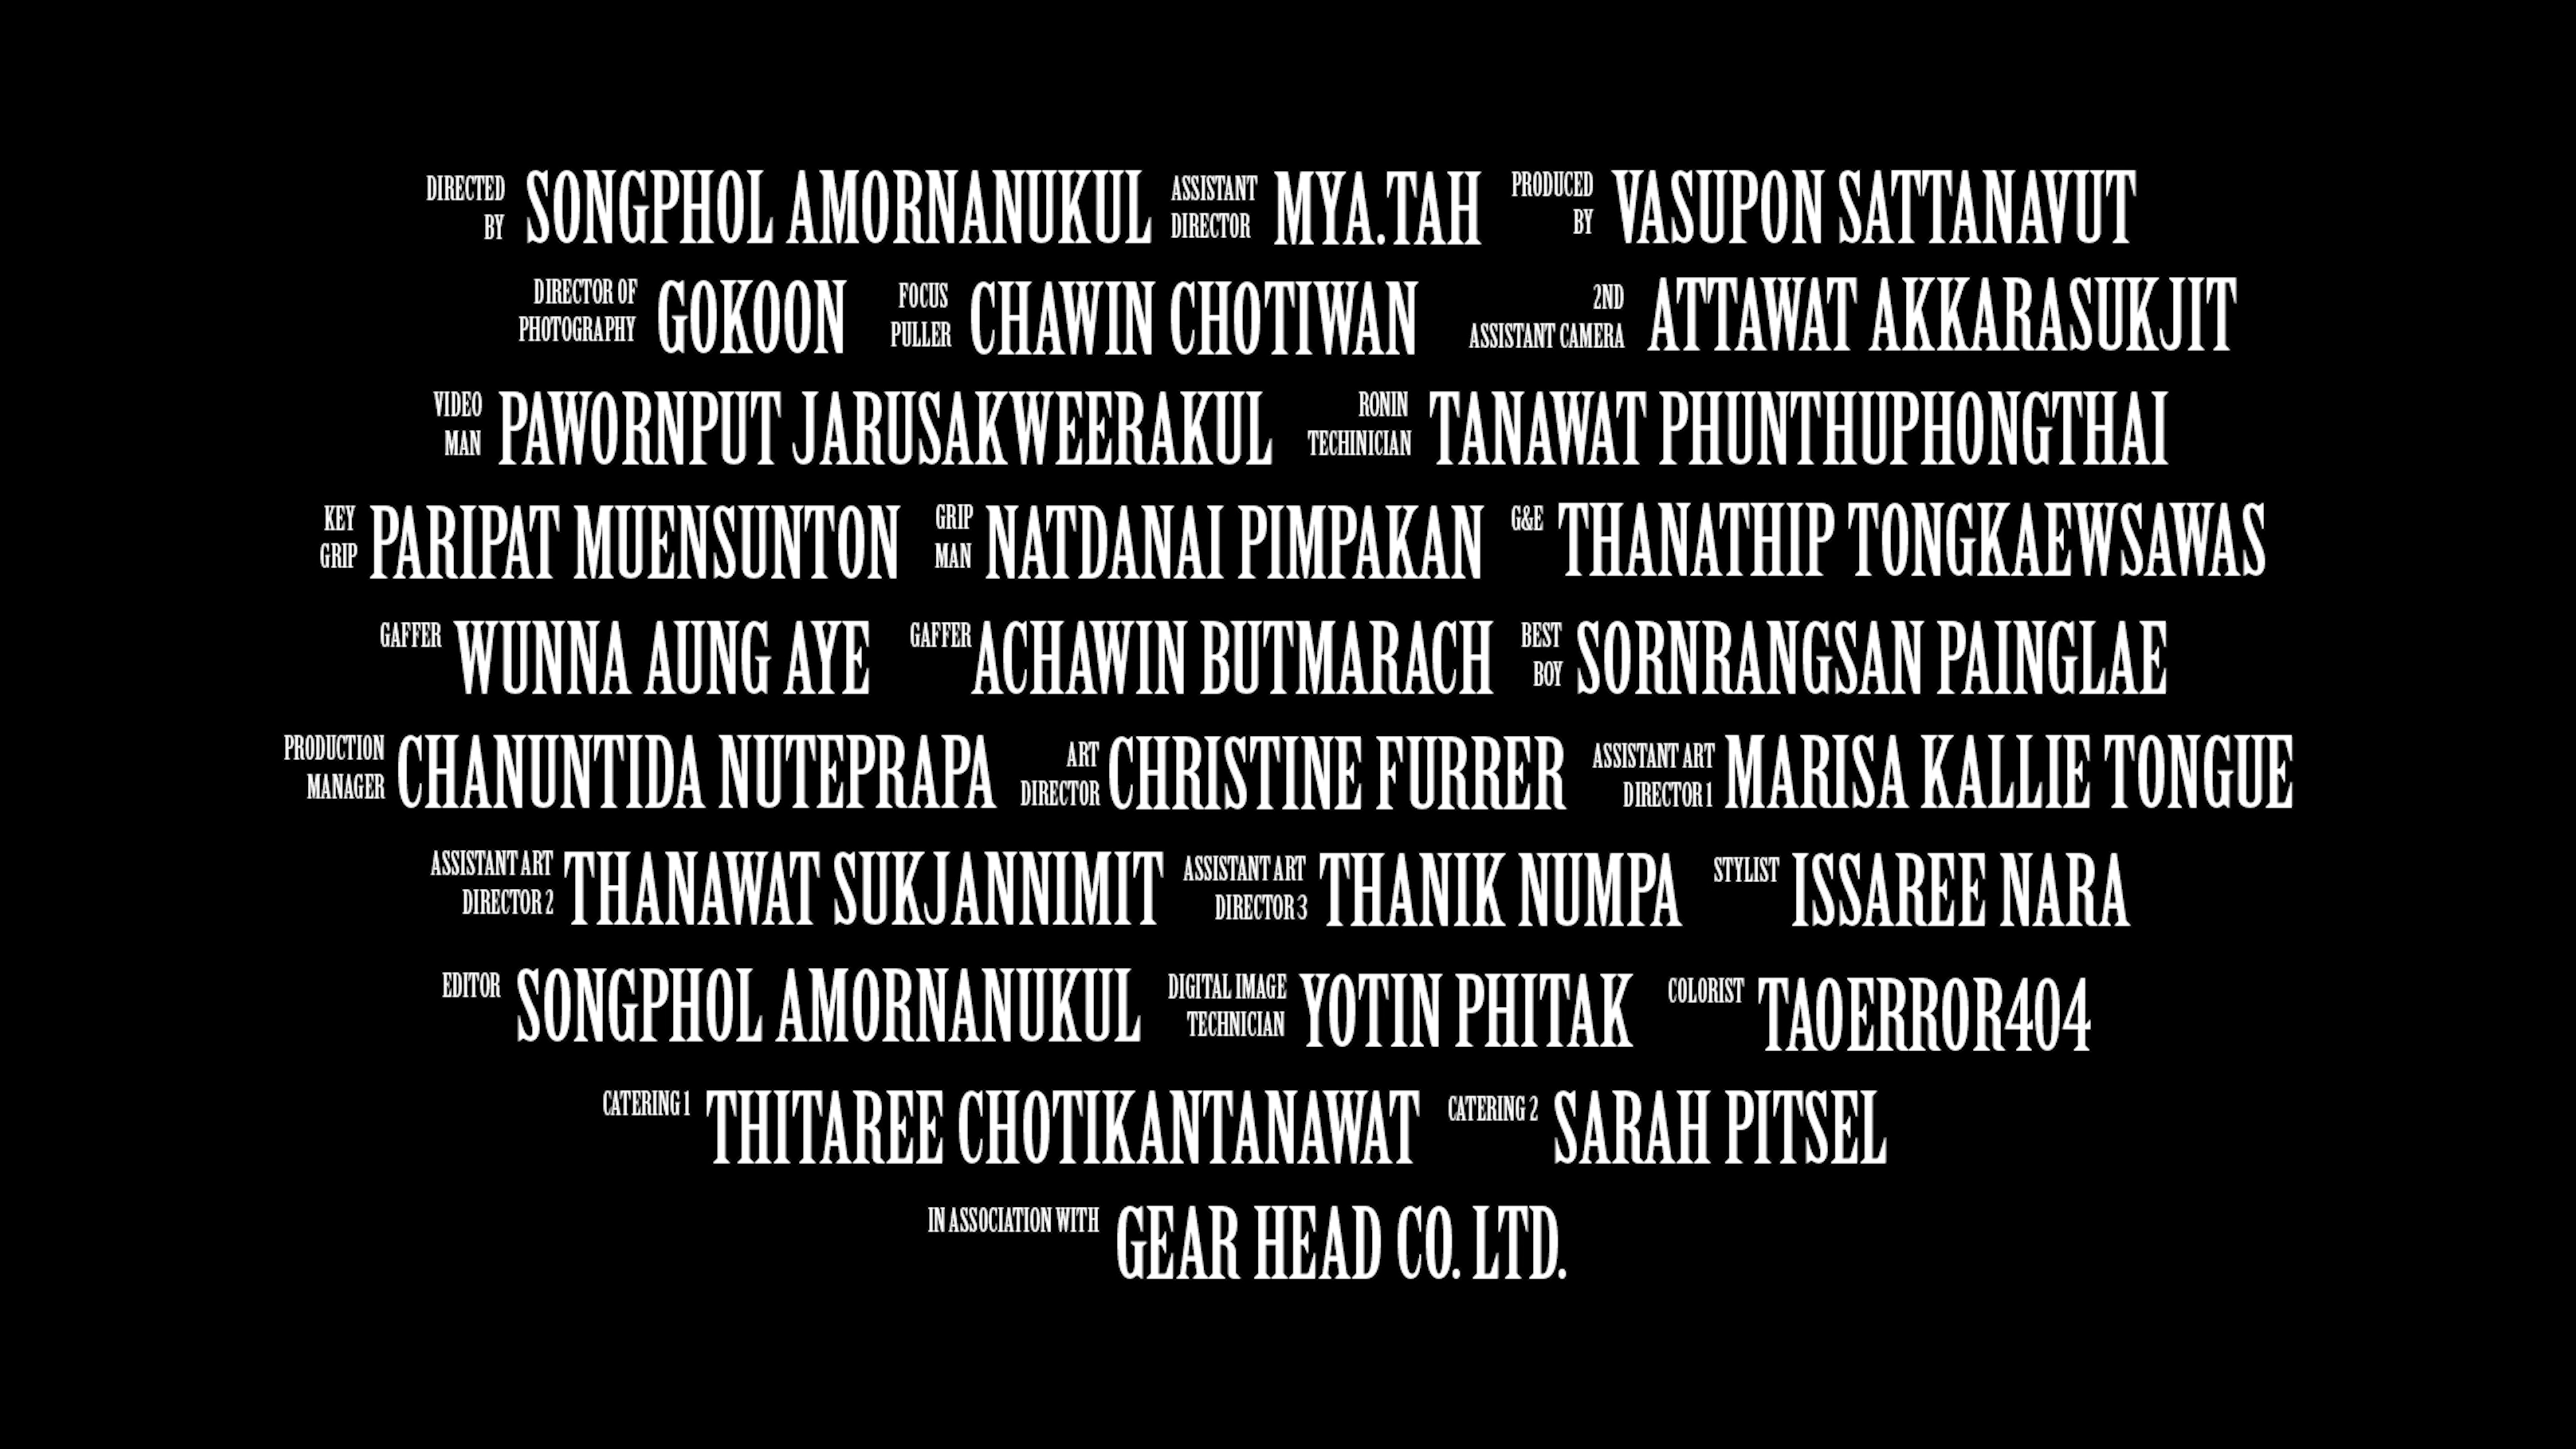 DIRECTED BY SONGPHOL AMORNANUKUL ASSISTANT DIRECTOR MYA.TAH PRODUCED BY VASUPON SATTANAVUT
DIRECTOR OF PHOTOGRAPHY GOKOON FOCUS PULLER CHAWIN CHOTIWAN 2ND ASSISTANT CAMERA ATTAWAT AKKARASUKJIT
VIDEO MAN PAWORNPUT JARUSAKWEERAKUL RONIN TECHINICIAN TANAWAT PHUNTHUPHONGTHAI
KEY GRIP PARIPAT MUENSUNTON GRIP MAN NATDANAI PIMPAKAN G&E THANATHIP TONGKAEWSAWAS
GAFFER WUNNA AUNG AYE GAFFER ACHAWIN BUTMARACH BEST BOY SORNRANGSAN PAINGLAE
PRODUCTION MANAGER CHANUNTIDA NUTEPRAPA ART DIRECTOR CHRISTINE FURRER ASSISTANT ART DIRECTOR 1 MARISA KALLIE TONGUE
ASSISTANT ART DIRECTOR 2 THANAWAT SUKJANNIMIT ASSISTANT ART DIRECTOR 3 THANIK NUMPA STYLIST ISSAREE NARA
EDITOR SONGPHOL AMORNANUKUL DIGITAL IMAGE TECHNICIAN YOTIN PHITAK COLORIST TAOERROR404
CATERING 1 THITAREE CHOTIKANTANAWAT CATERING 2 SARAH PITSEL
IN ASSOCIATION WITH GEAR HEAD CO. LTD.